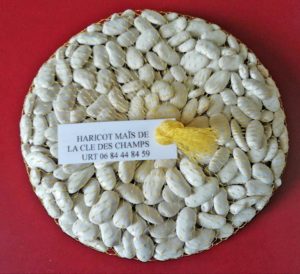 HARICOT MAÏS DE
LA CLE DES CHAMPS
URT 06 84 44 84 59